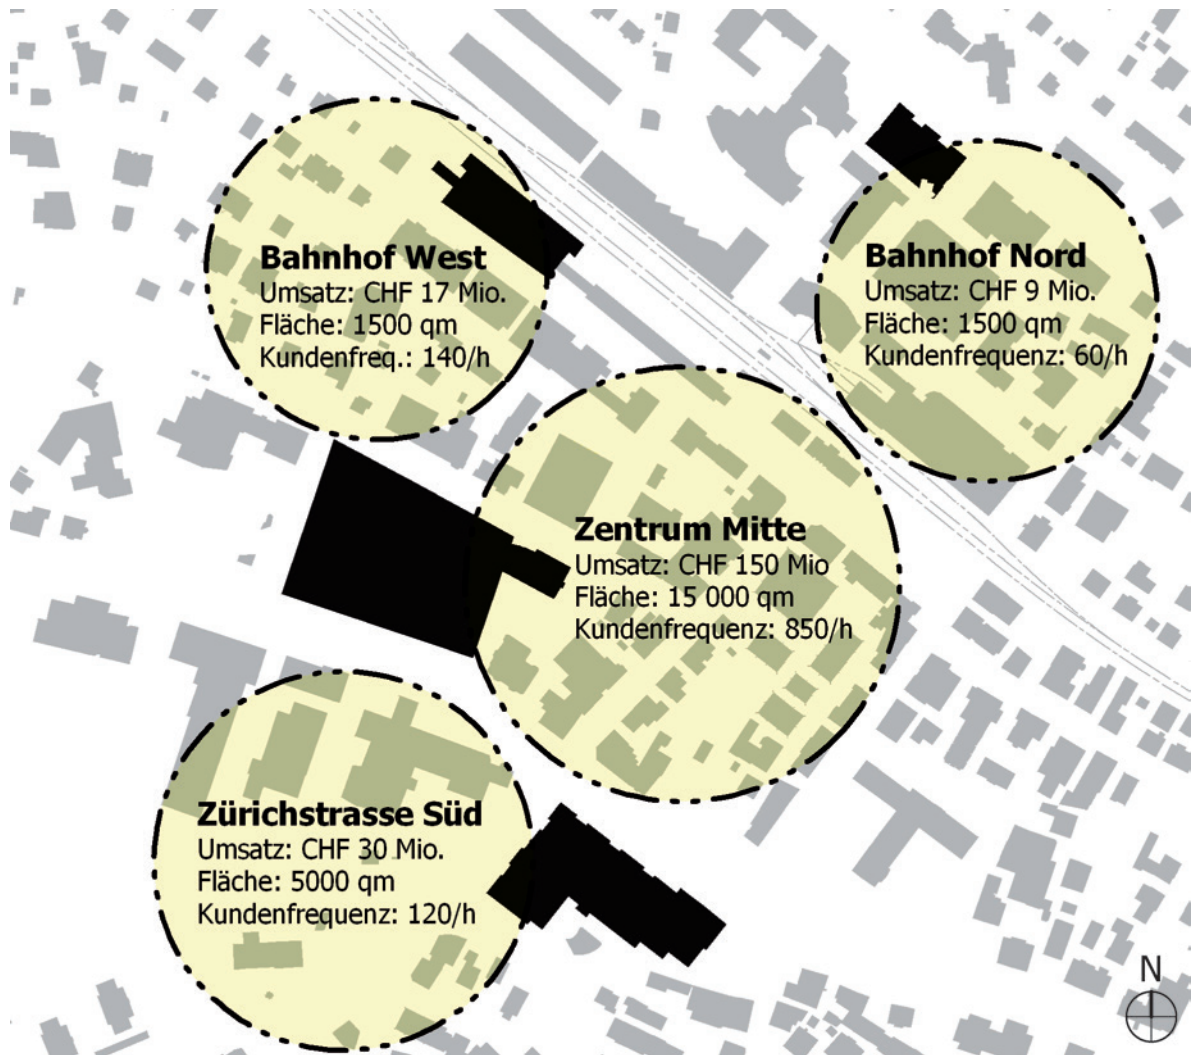 Bahnhof West
Umsatz: CHF 17 Mio.
Fläche: 1500 qm
Kundenfreq.: 140/h
Bahnhof Nord
Umsatz: CHF 9 Mio.
Fläche: 1500 qm
Kundenfrequenz: 60/h
Zentrum Mitte
Umsatz: CHF 150 Mio
Fläche: 15 000 qm
Kundenfrequenz: 850/h
Zürichstrasse Süd
Umsatz: CHF 30 Mio.
Fläche: 5000 qm
Kundenfrequenz: 120/h
N